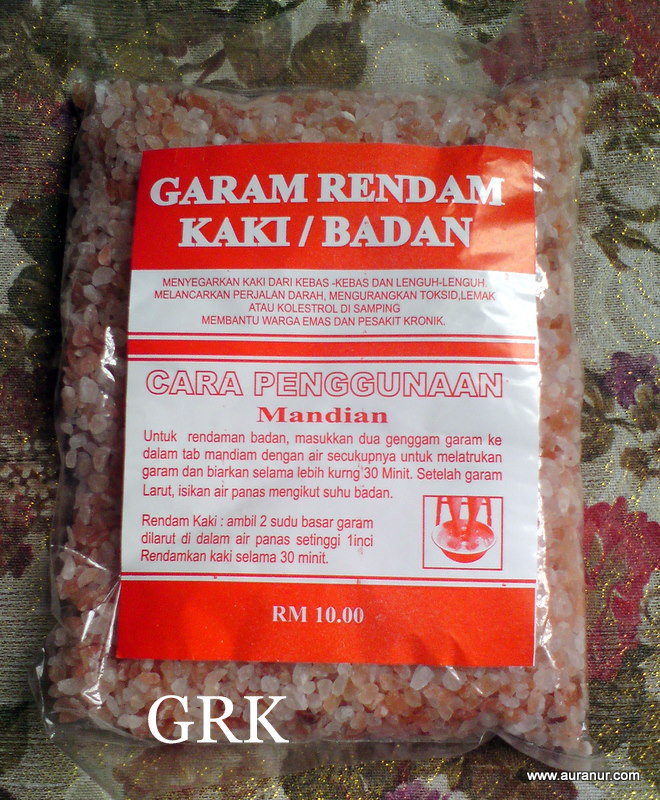 GARAM RENDAM
KAKI / BADAN
MENYEGARKAN KAKI DARI KEBAS -KEBAS DAN LENGUH-LENGUH.
MELANCARKAN PERJALAN DARAH, MENGURANGKAN TOKSID,LEMAK
ATAU KOLESTROL DI SAMPING
MEMBANTU WARGA EMAS DAN PESAKIT KRONIK.
CARA PENGGUNAAN
Mandian
Untuk rendaman badan, masukkan dua genggam garam ke
dalam tab mandiam dengan air secukupnya untuk melatrukan
garam dan biarkan selama lebih kurng 30 Minit. Setelah garam
Larut, isikan air panas mengikut suhu badan.
Rendam Kaki : ambil 2 sudu basar garam
dilarut di dalam air panas setinggi 1inci
Rendamkan kaki selama 30 minit.
RM 10.00
GRK
www.auranur.com